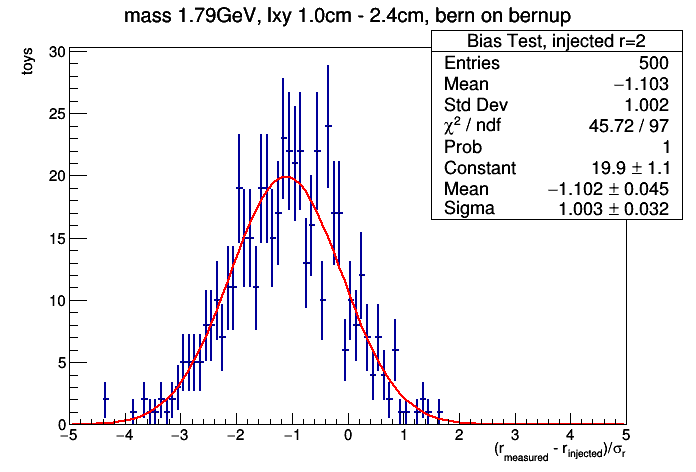 mass 1.79GeV, lxy 1.0cm - 2.4cm, bern on bernup
Bias Test, injected r=2
Entries 500
Mean −1.103
Std Dev 1.002
χ² / ndf 45.72 / 97
Prob 1
Constant 19.9 ± 1.1
Mean −1.102 ± 0.045
Sigma 1.003 ± 0.032
toys
30
25
20
15
10
5
0
−5 −4 −3 −2 −1 0 1 2 3 4 5
(r_measured - r_injected)/σ_r